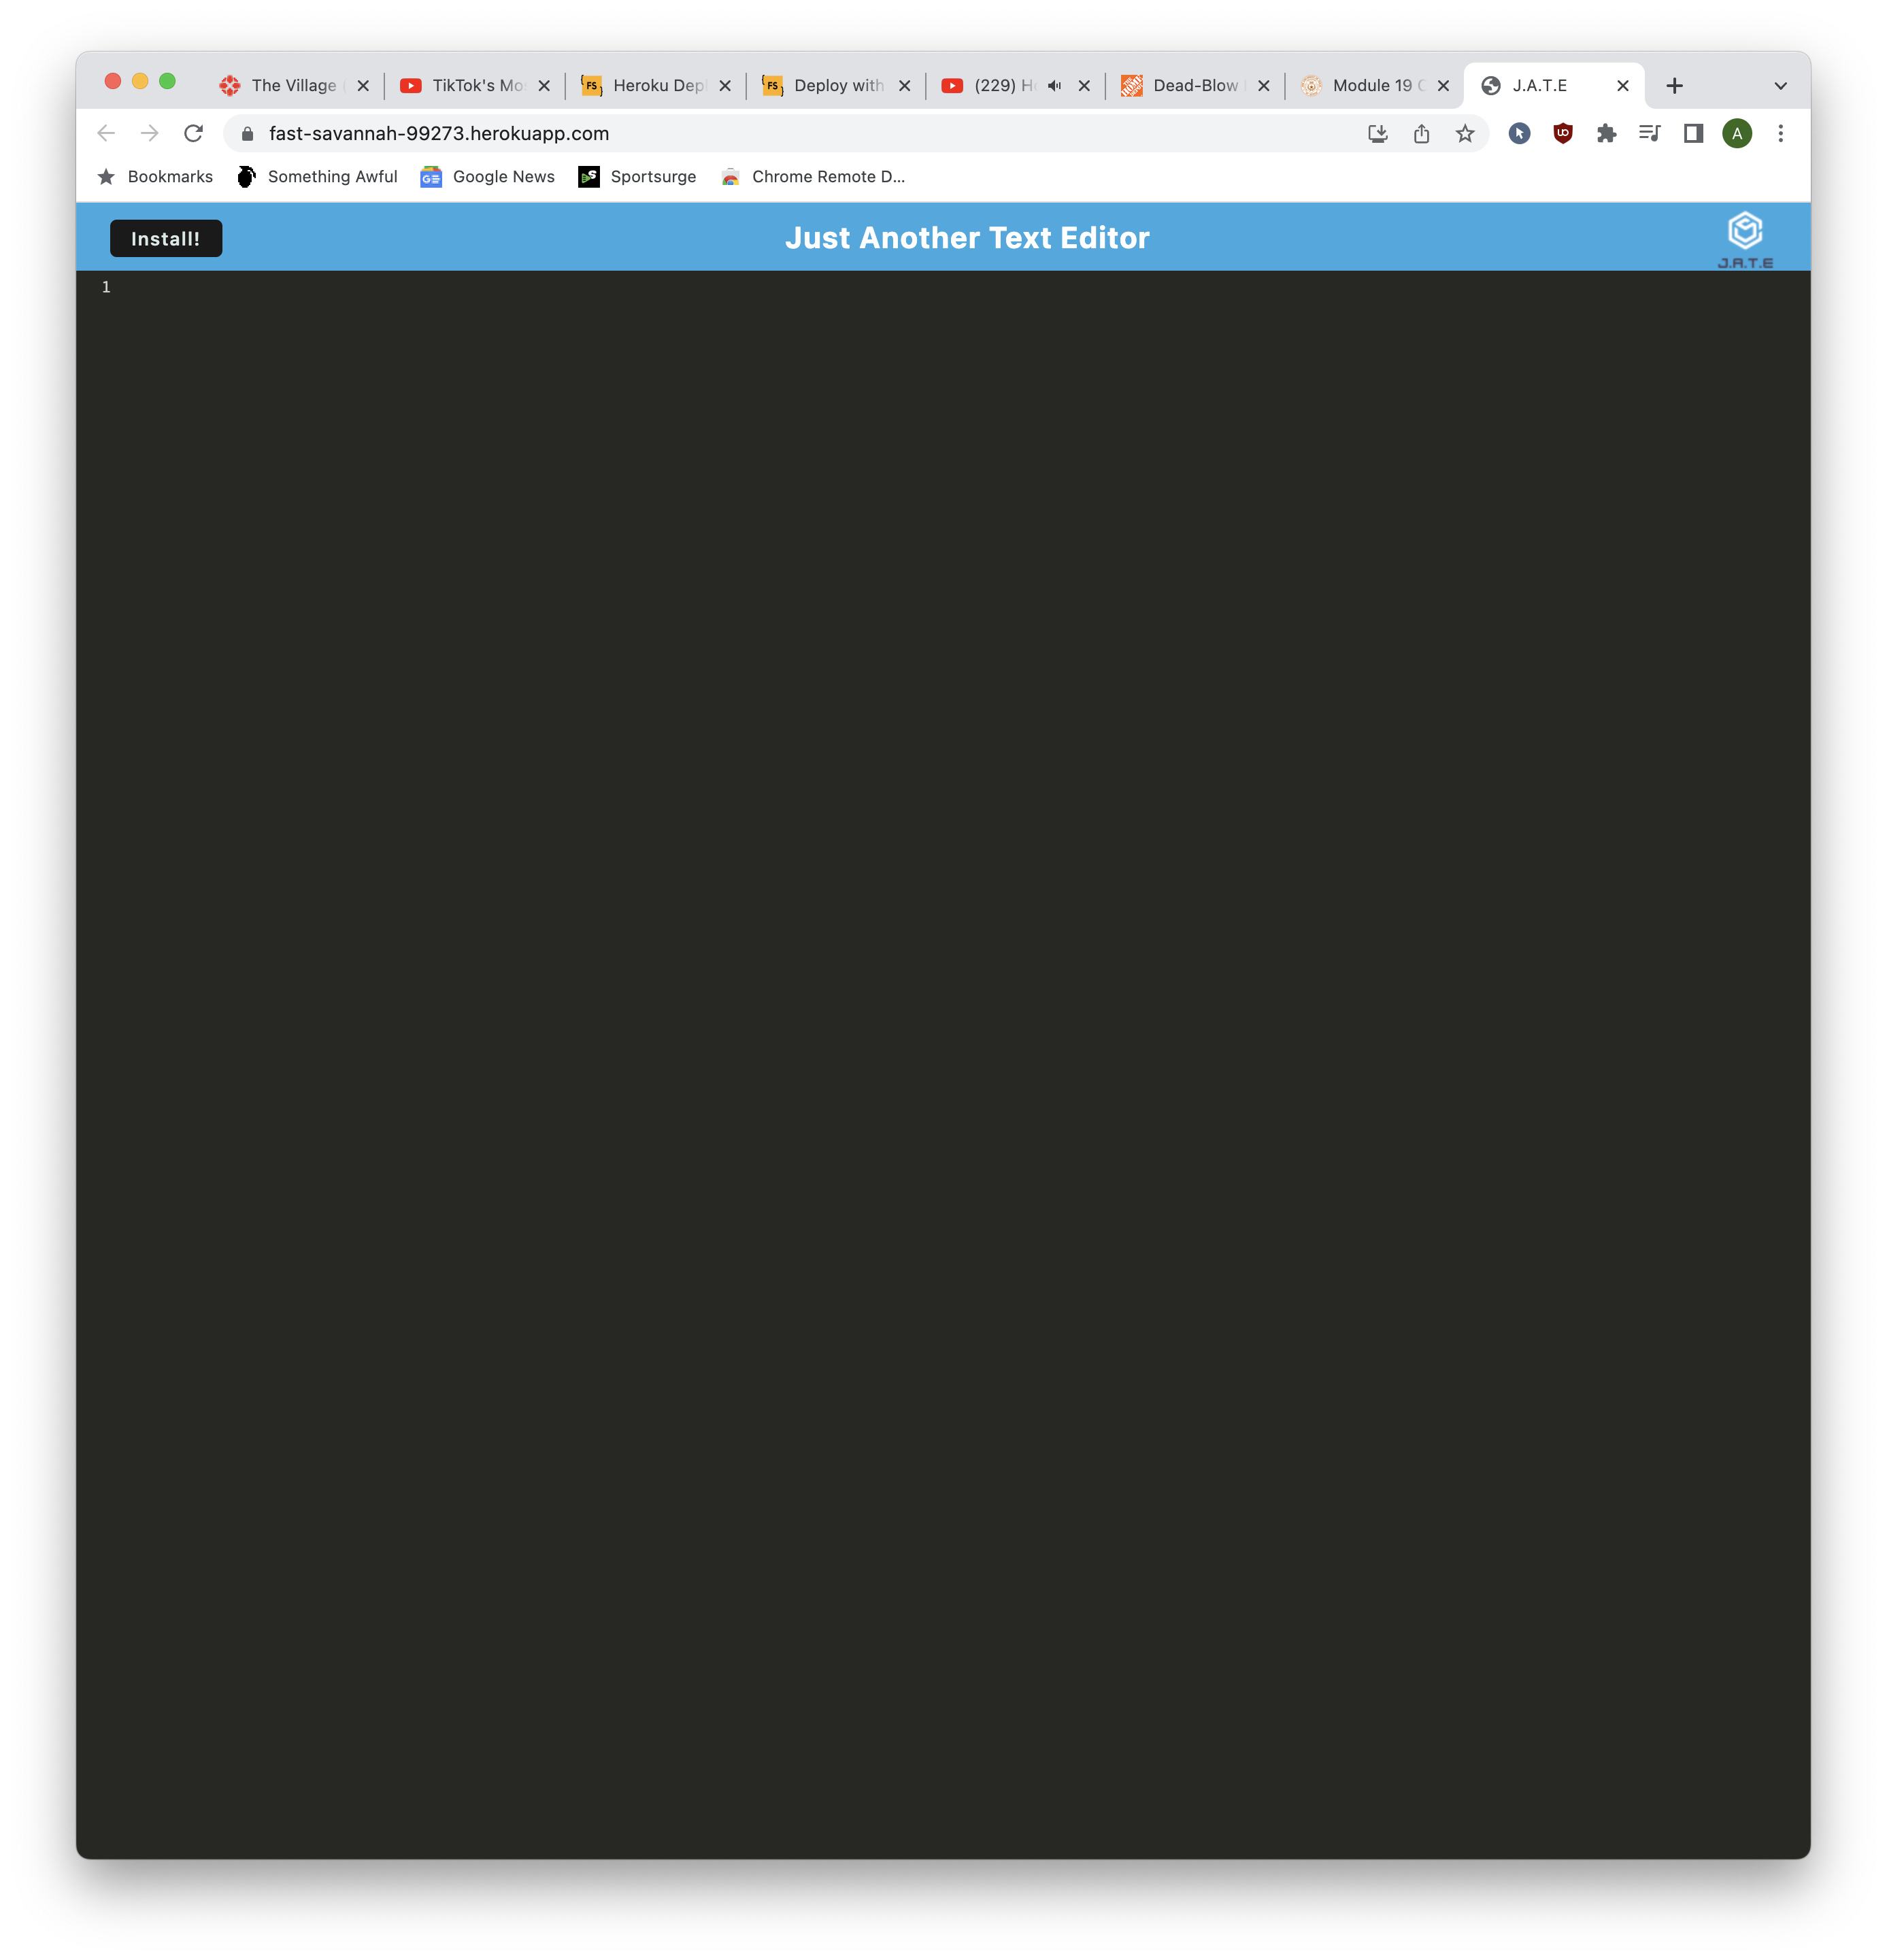 The Village
TikTok's Mo
Heroku Dep
Deploy with
(229) H
Dead-Blow
Module 19
J.A.T.E
fast-savannah-99273.herokuapp.com
A
Bookmarks
Something Awful
Google News
Sportsurge
Chrome Remote D...
Install!
Just Another Text Editor
J.A.T.E
1